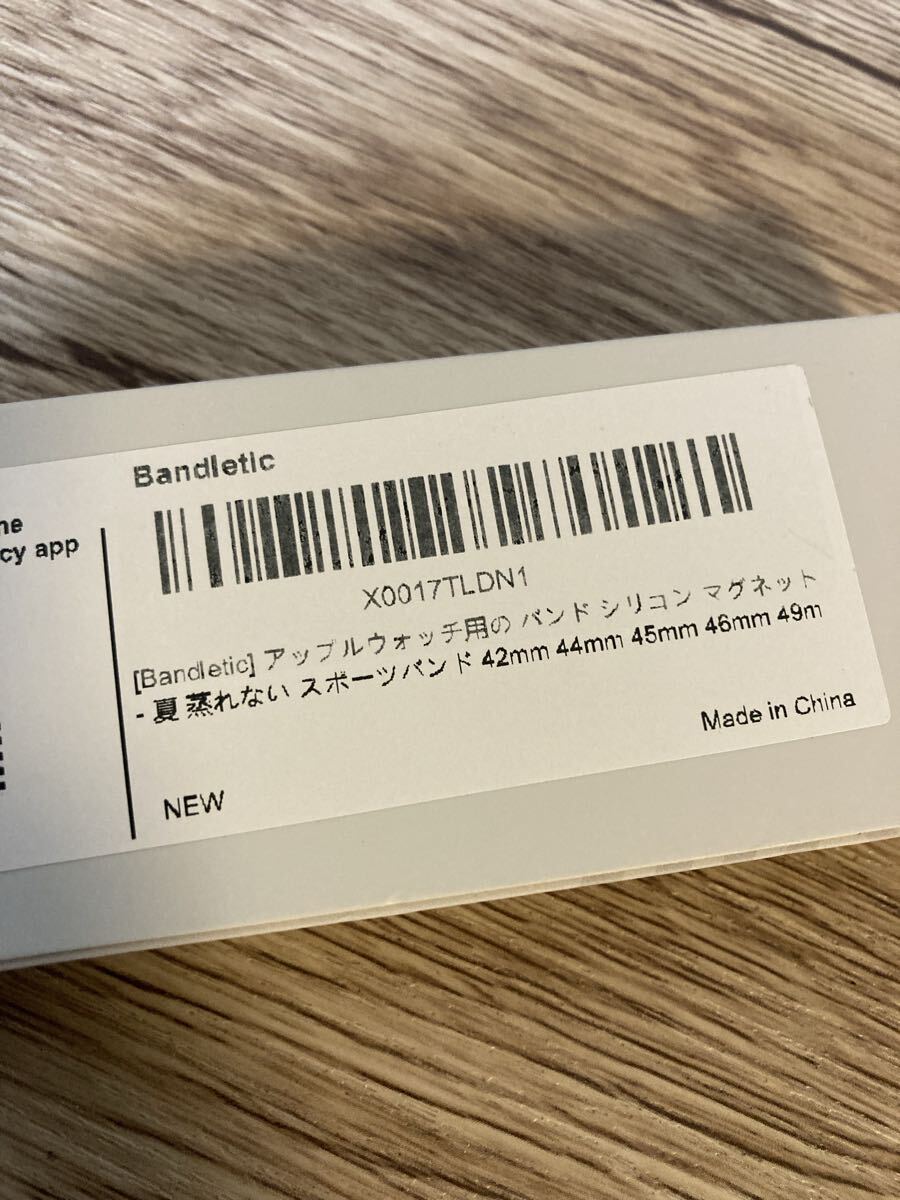 Bandletic
ne
cy app
X0017TLDN1
[Bandletic] アップルウォッチ用の バンド シリコン マグネット
- 夏 蒸れない スポーツバンド 42mm 44mm 45mm 46mm 49m
Made in China
NEW